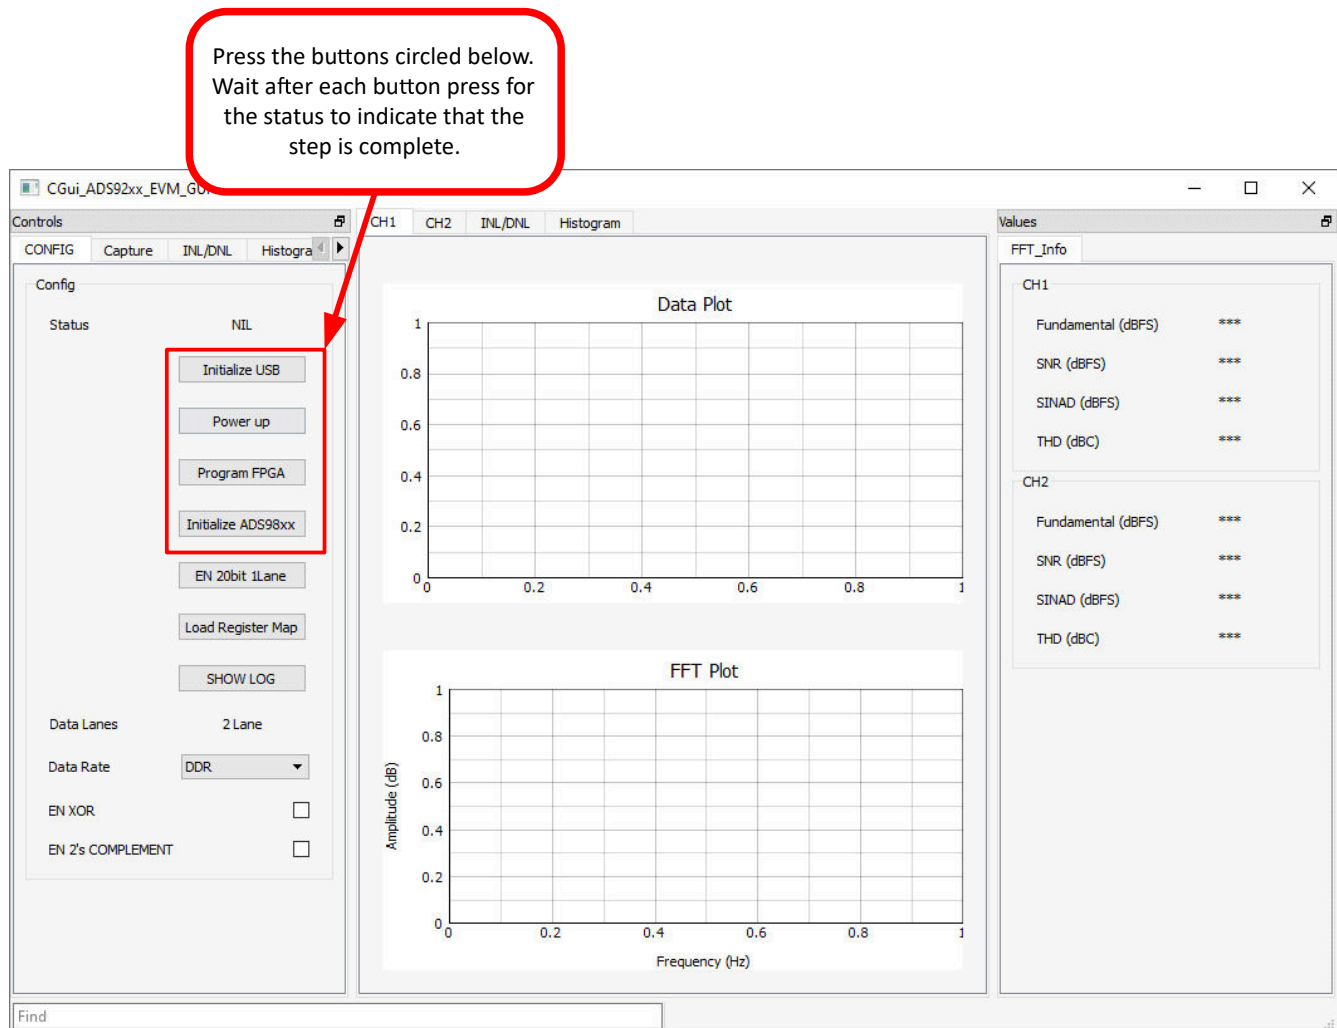 Press the buttons circled below.
Wait after each button press for
the status to indicate that the
step is complete.
CGui_ADS92xx_EVM_GUI
Controls
CONFIG Capture INL/DNL Histogra
Config
Status NIL
Initialize USB
Power up
Program FPGA
Initialize ADS98xx
EN 20bit 1Lane
Load Register Map
SHOW LOG
Data Lanes 2 Lane
Data Rate DDR
EN XOR
EN 2's COMPLEMENT
CH1 CH2 INL/DNL Histogram
Data Plot
1
0.8
0.6
0.4
0.2
0
0 0.2 0.4 0.6 0.8 1
FFT Plot
Amplitude (dB)
1
0.8
0.6
0.4
0.2
0
0 0.2 0.4 0.6 0.8 1
Frequency (Hz)
Values
FFT_Info
CH1
Fundamental (dBFS) ***
SNR (dBFS) ***
SINAD (dBFS) ***
THD (dBC) ***
CH2
Fundamental (dBFS) ***
SNR (dBFS) ***
SINAD (dBFS) ***
THD (dBC) ***
Find